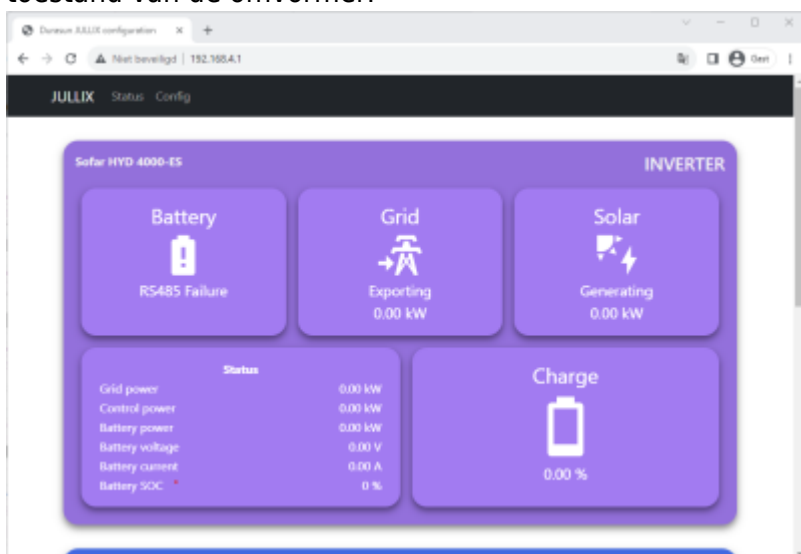 toestand van de omvormer.
JULLIX configuration
Niet beveiligd | 192.168.4.1
Gast
JULLIX Status Config
Sofar HYD 4000-ES
INVERTER
Battery
RS485 Failure
Grid
Exporting
0.00 kW
Solar
Generating
0.00 kW
Status
Grid power 0.00 kW
Control power 0.00 kW
Battery power 0.00 kW
Battery voltage 0.00 V
Battery current 0.00 A
Battery SOC * 0 %
Charge
0.00 %